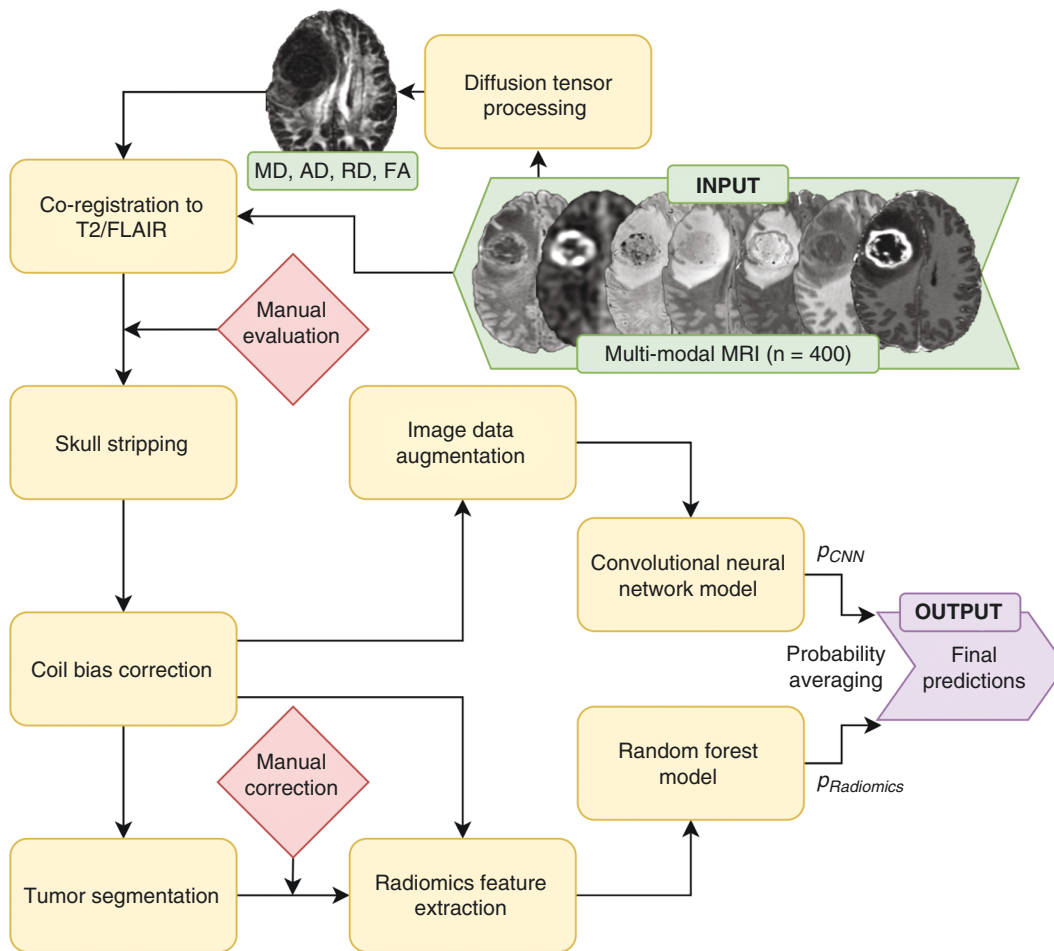 Diffusion tensor
processing
MD, AD, RD, FA
INPUT
Co-registration to
T2/FLAIR
Manual
evaluation
Multi-modal MRI (n = 400)
Skull stripping
Image data
augmentation
Convolutional neural
network model
pCNN
OUTPUT
Coil bias correction
Probability
averaging
Final
predictions
Manual
correction
Random forest
model
pRadiomics
Tumor segmentation
Radiomics feature
extraction